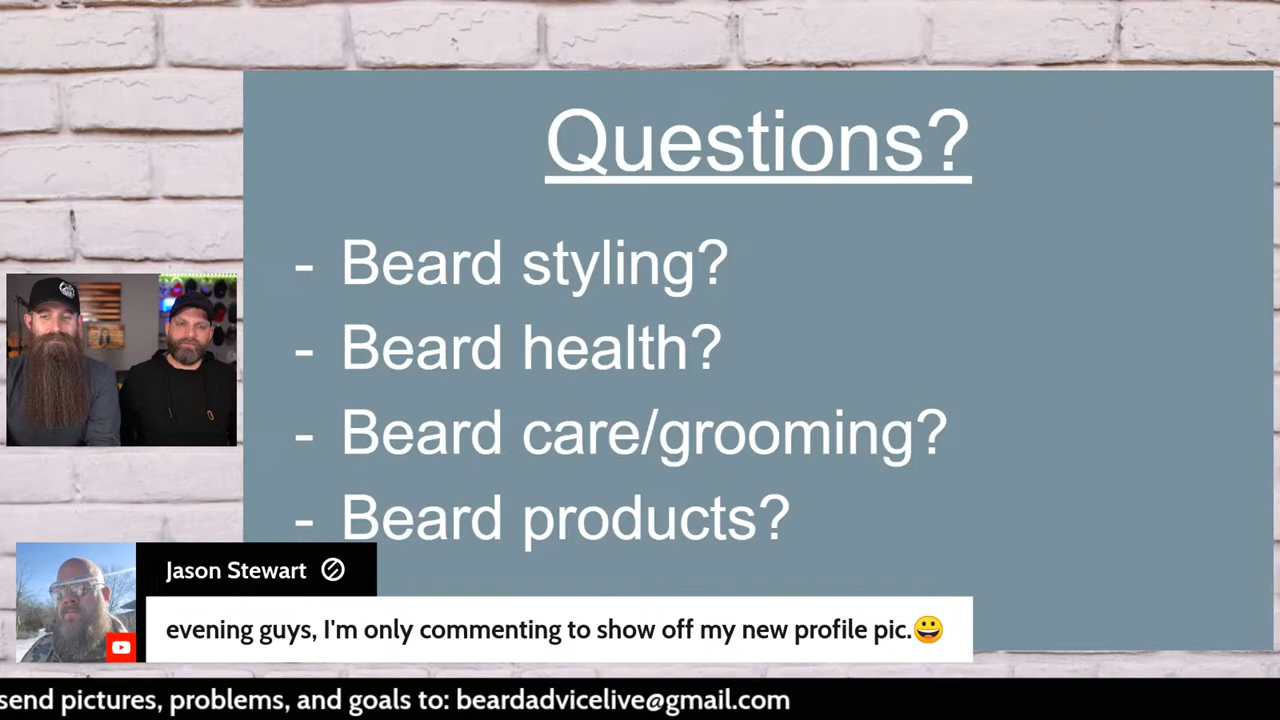 Questions?
- Beard styling?
- Beard health?
- Beard care/grooming?
- Beard products?
Jason Stewart
evening guys, I'm only commenting to show off my new profile pic.😀
send pictures, problems, and goals to: beardadvicelive@gmail.com